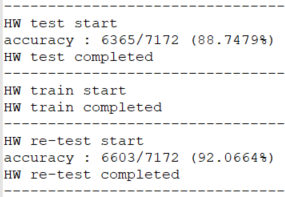 --------------------------------
HW test start
accuracy : 6365/7172 (88.7479%)
HW test completed
--------------------------------
HW train start
HW train completed
--------------------------------
HW re-test start
accuracy : 6603/7172 (92.0664%)
HW re-test completed
--------------------------------